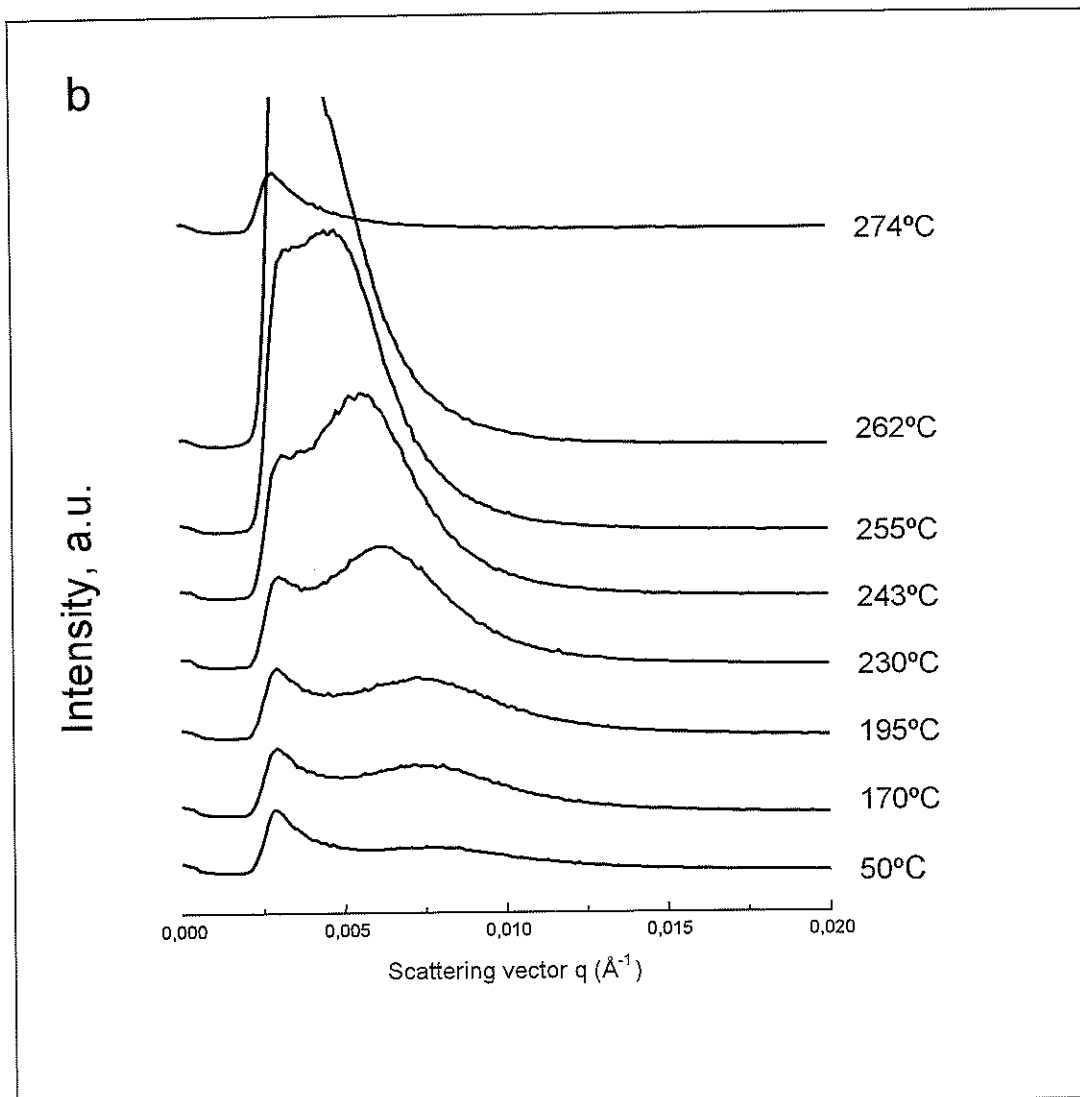 b
274ºC
262ºC
255ºC
243ºC
230ºC
195ºC
170ºC
50ºC
Intensity, a.u.
0,000 0,005 0,010 0,015 0,020
Scattering vector q (Å⁻¹)